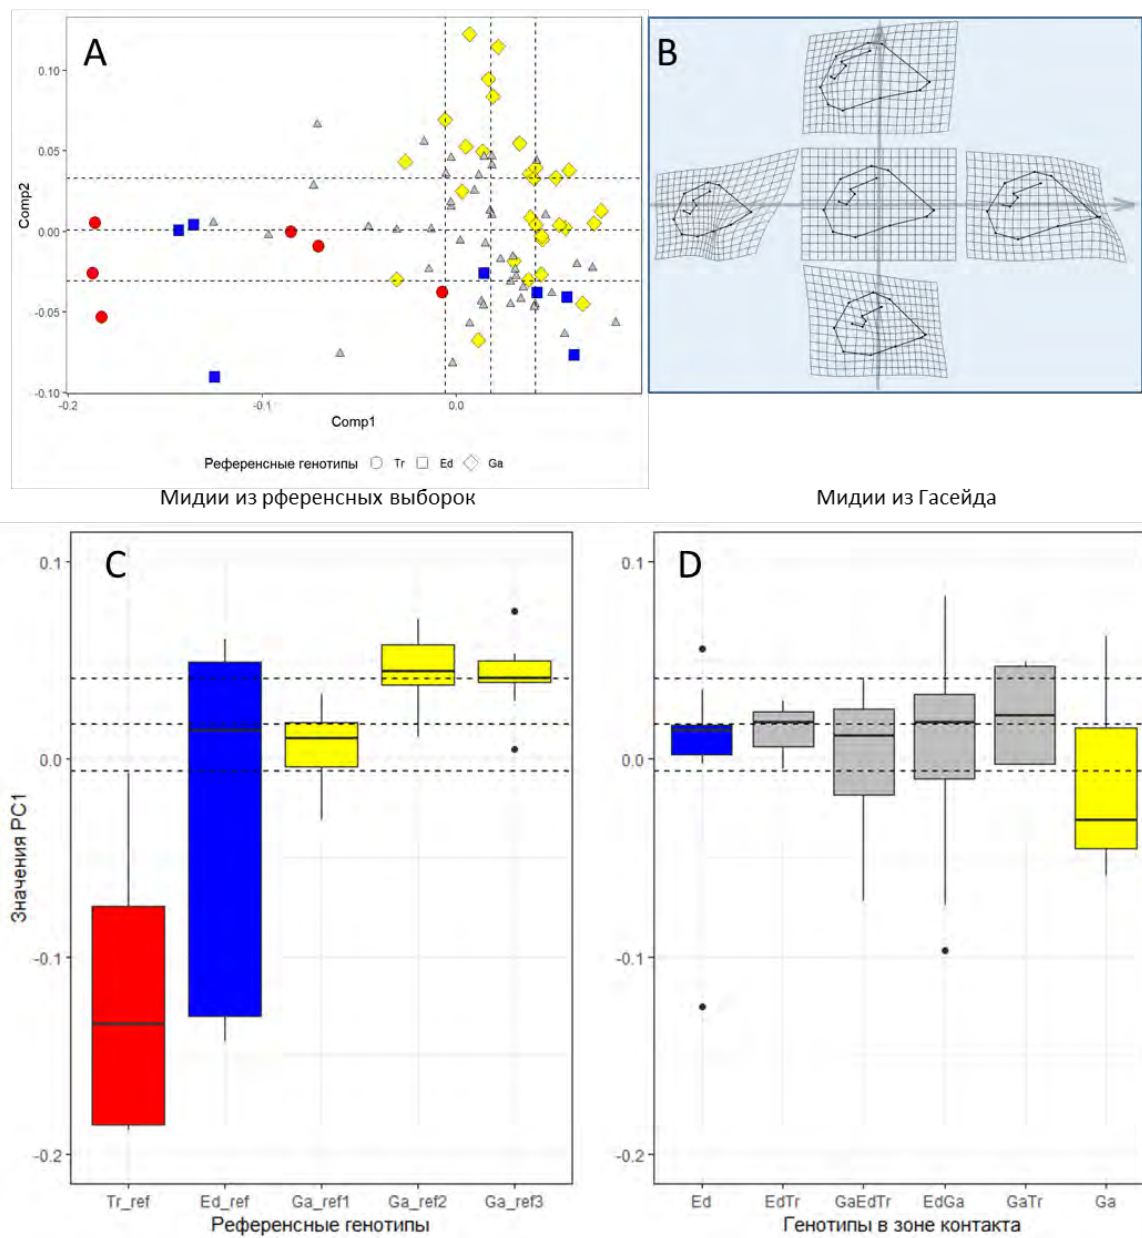 A
B
0.10
0.05
0.00
-0.05
-0.10
Comp2
-0.2
-0.1
0.0
Comp1
Референсные генотипы Tr Ed Ga
Мидии из рференсных выборок
Мидии из Гасейда
C
D
0.1
0.0
-0.1
-0.2
Значения PC1
Tr_ref Ed_ref Ga_ref1 Ga_ref2 Ga_ref3
Референсные генотипы
0.1
0.0
-0.1
-0.2
Ed EdTr GaEdTr EdGa GaTr Ga
Генотипы в зоне контакта